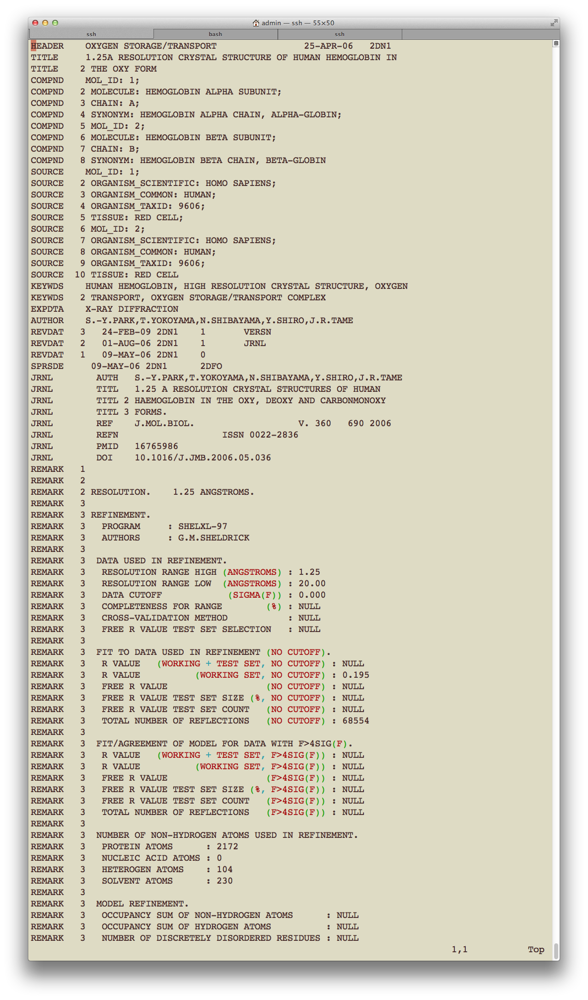 admin — ssh — 55×50
ssh bash ssh
HEADER    OXYGEN STORAGE/TRANSPORT                25-APR-06   2DN1
TITLE     1.25A RESOLUTION CRYSTAL STRUCTURE OF HUMAN HEMOGLOBIN IN
TITLE    2 THE OXY FORM
COMPND    MOL_ID: 1;
COMPND   2 MOLECULE: HEMOGLOBIN ALPHA SUBUNIT;
COMPND   3 CHAIN: A;
COMPND   4 SYNONYM: HEMOGLOBIN ALPHA CHAIN, ALPHA-GLOBIN;
COMPND   5 MOL_ID: 2;
COMPND   6 MOLECULE: HEMOGLOBIN BETA SUBUNIT;
COMPND   7 CHAIN: B;
COMPND   8 SYNONYM: HEMOGLOBIN BETA CHAIN, BETA-GLOBIN
SOURCE    MOL_ID: 1;
SOURCE   2 ORGANISM_SCIENTIFIC: HOMO SAPIENS;
SOURCE   3 ORGANISM_COMMON: HUMAN;
SOURCE   4 ORGANISM_TAXID: 9606;
SOURCE   5 TISSUE: RED CELL;
SOURCE   6 MOL_ID: 2;
SOURCE   7 ORGANISM_SCIENTIFIC: HOMO SAPIENS;
SOURCE   8 ORGANISM_COMMON: HUMAN;
SOURCE   9 ORGANISM_TAXID: 9606;
SOURCE  10 TISSUE: RED CELL
KEYWDS    HUMAN HEMOGLOBIN, HIGH RESOLUTION CRYSTAL STRUCTURE, OXYGEN
KEYWDS   2 TRANSPORT, OXYGEN STORAGE/TRANSPORT COMPLEX
EXPDTA    X-RAY DIFFRACTION
AUTHOR    S.-Y.PARK,T.YOKOYAMA,N.SHIBAYAMA,Y.SHIRO,J.R.TAME
REVDAT   3   24-FEB-09 2DN1    1       VERSN
REVDAT   2   01-AUG-06 2DN1    1       JRNL
REVDAT   1   09-MAY-06 2DN1    0
SPRSDE     09-MAY-06 2DN1      2DFO
JRNL        AUTH   S.-Y.PARK,T.YOKOYAMA,N.SHIBAYAMA,Y.SHIRO,J.R.TAME
JRNL        TITL   1.25 A RESOLUTION CRYSTAL STRUCTURES OF HUMAN
JRNL        TITL 2 HAEMOGLOBIN IN THE OXY, DEOXY AND CARBONMONOXY
JRNL        TITL 3 FORMS.
JRNL        REF    J.MOL.BIOL.                   V. 360   690 2006
JRNL        REFN                   ISSN 0022-2836
JRNL        PMID   16765986
JRNL        DOI    10.1016/J.JMB.2006.05.036
REMARK   1
REMARK   2
REMARK   2 RESOLUTION.    1.25 ANGSTROMS.
REMARK   3
REMARK   3 REFINEMENT.
REMARK   3   PROGRAM     : SHELXL-97
REMARK   3   AUTHORS     : G.M.SHELDRICK
REMARK   3
REMARK   3  DATA USED IN REFINEMENT.
REMARK   3   RESOLUTION RANGE HIGH (ANGSTROMS) : 1.25
REMARK   3   RESOLUTION RANGE LOW  (ANGSTROMS) : 20.00
REMARK   3   DATA CUTOFF            (SIGMA(F)) : 0.000
REMARK   3   COMPLETENESS FOR RANGE        (%) : NULL
REMARK   3   CROSS-VALIDATION METHOD           : NULL
REMARK   3   FREE R VALUE TEST SET SELECTION   : NULL
REMARK   3
REMARK   3  FIT TO DATA USED IN REFINEMENT (NO CUTOFF).
REMARK   3   R VALUE   (WORKING + TEST SET, NO CUTOFF) : NULL
REMARK   3   R VALUE          (WORKING SET, NO CUTOFF) : 0.195
REMARK   3   FREE R VALUE                  (NO CUTOFF) : NULL
REMARK   3   FREE R VALUE TEST SET SIZE (%, NO CUTOFF) : NULL
REMARK   3   FREE R VALUE TEST SET COUNT   (NO CUTOFF) : NULL
REMARK   3   TOTAL NUMBER OF REFLECTIONS   (NO CUTOFF) : 68554
REMARK   3
REMARK   3  FIT/AGREEMENT OF MODEL FOR DATA WITH F>4SIG(F).
REMARK   3   R VALUE   (WORKING + TEST SET, F>4SIG(F)) : NULL
REMARK   3   R VALUE          (WORKING SET, F>4SIG(F)) : NULL
REMARK   3   FREE R VALUE                  (F>4SIG(F)) : NULL
REMARK   3   FREE R VALUE TEST SET SIZE (%, F>4SIG(F)) : NULL
REMARK   3   FREE R VALUE TEST SET COUNT   (F>4SIG(F)) : NULL
REMARK   3   TOTAL NUMBER OF REFLECTIONS   (F>4SIG(F)) : NULL
REMARK   3
REMARK   3  NUMBER OF NON-HYDROGEN ATOMS USED IN REFINEMENT.
REMARK   3   PROTEIN ATOMS      : 2172
REMARK   3   NUCLEIC ACID ATOMS : 0
REMARK   3   HETEROGEN ATOMS    : 104
REMARK   3   SOLVENT ATOMS      : 230
REMARK   3
REMARK   3  MODEL REFINEMENT.
REMARK   3   OCCUPANCY SUM OF NON-HYDROGEN ATOMS      : NULL
REMARK   3   OCCUPANCY SUM OF HYDROGEN ATOMS          : NULL
REMARK   3   NUMBER OF DISCRETELY DISORDERED RESIDUES : NULL
1,1           Top